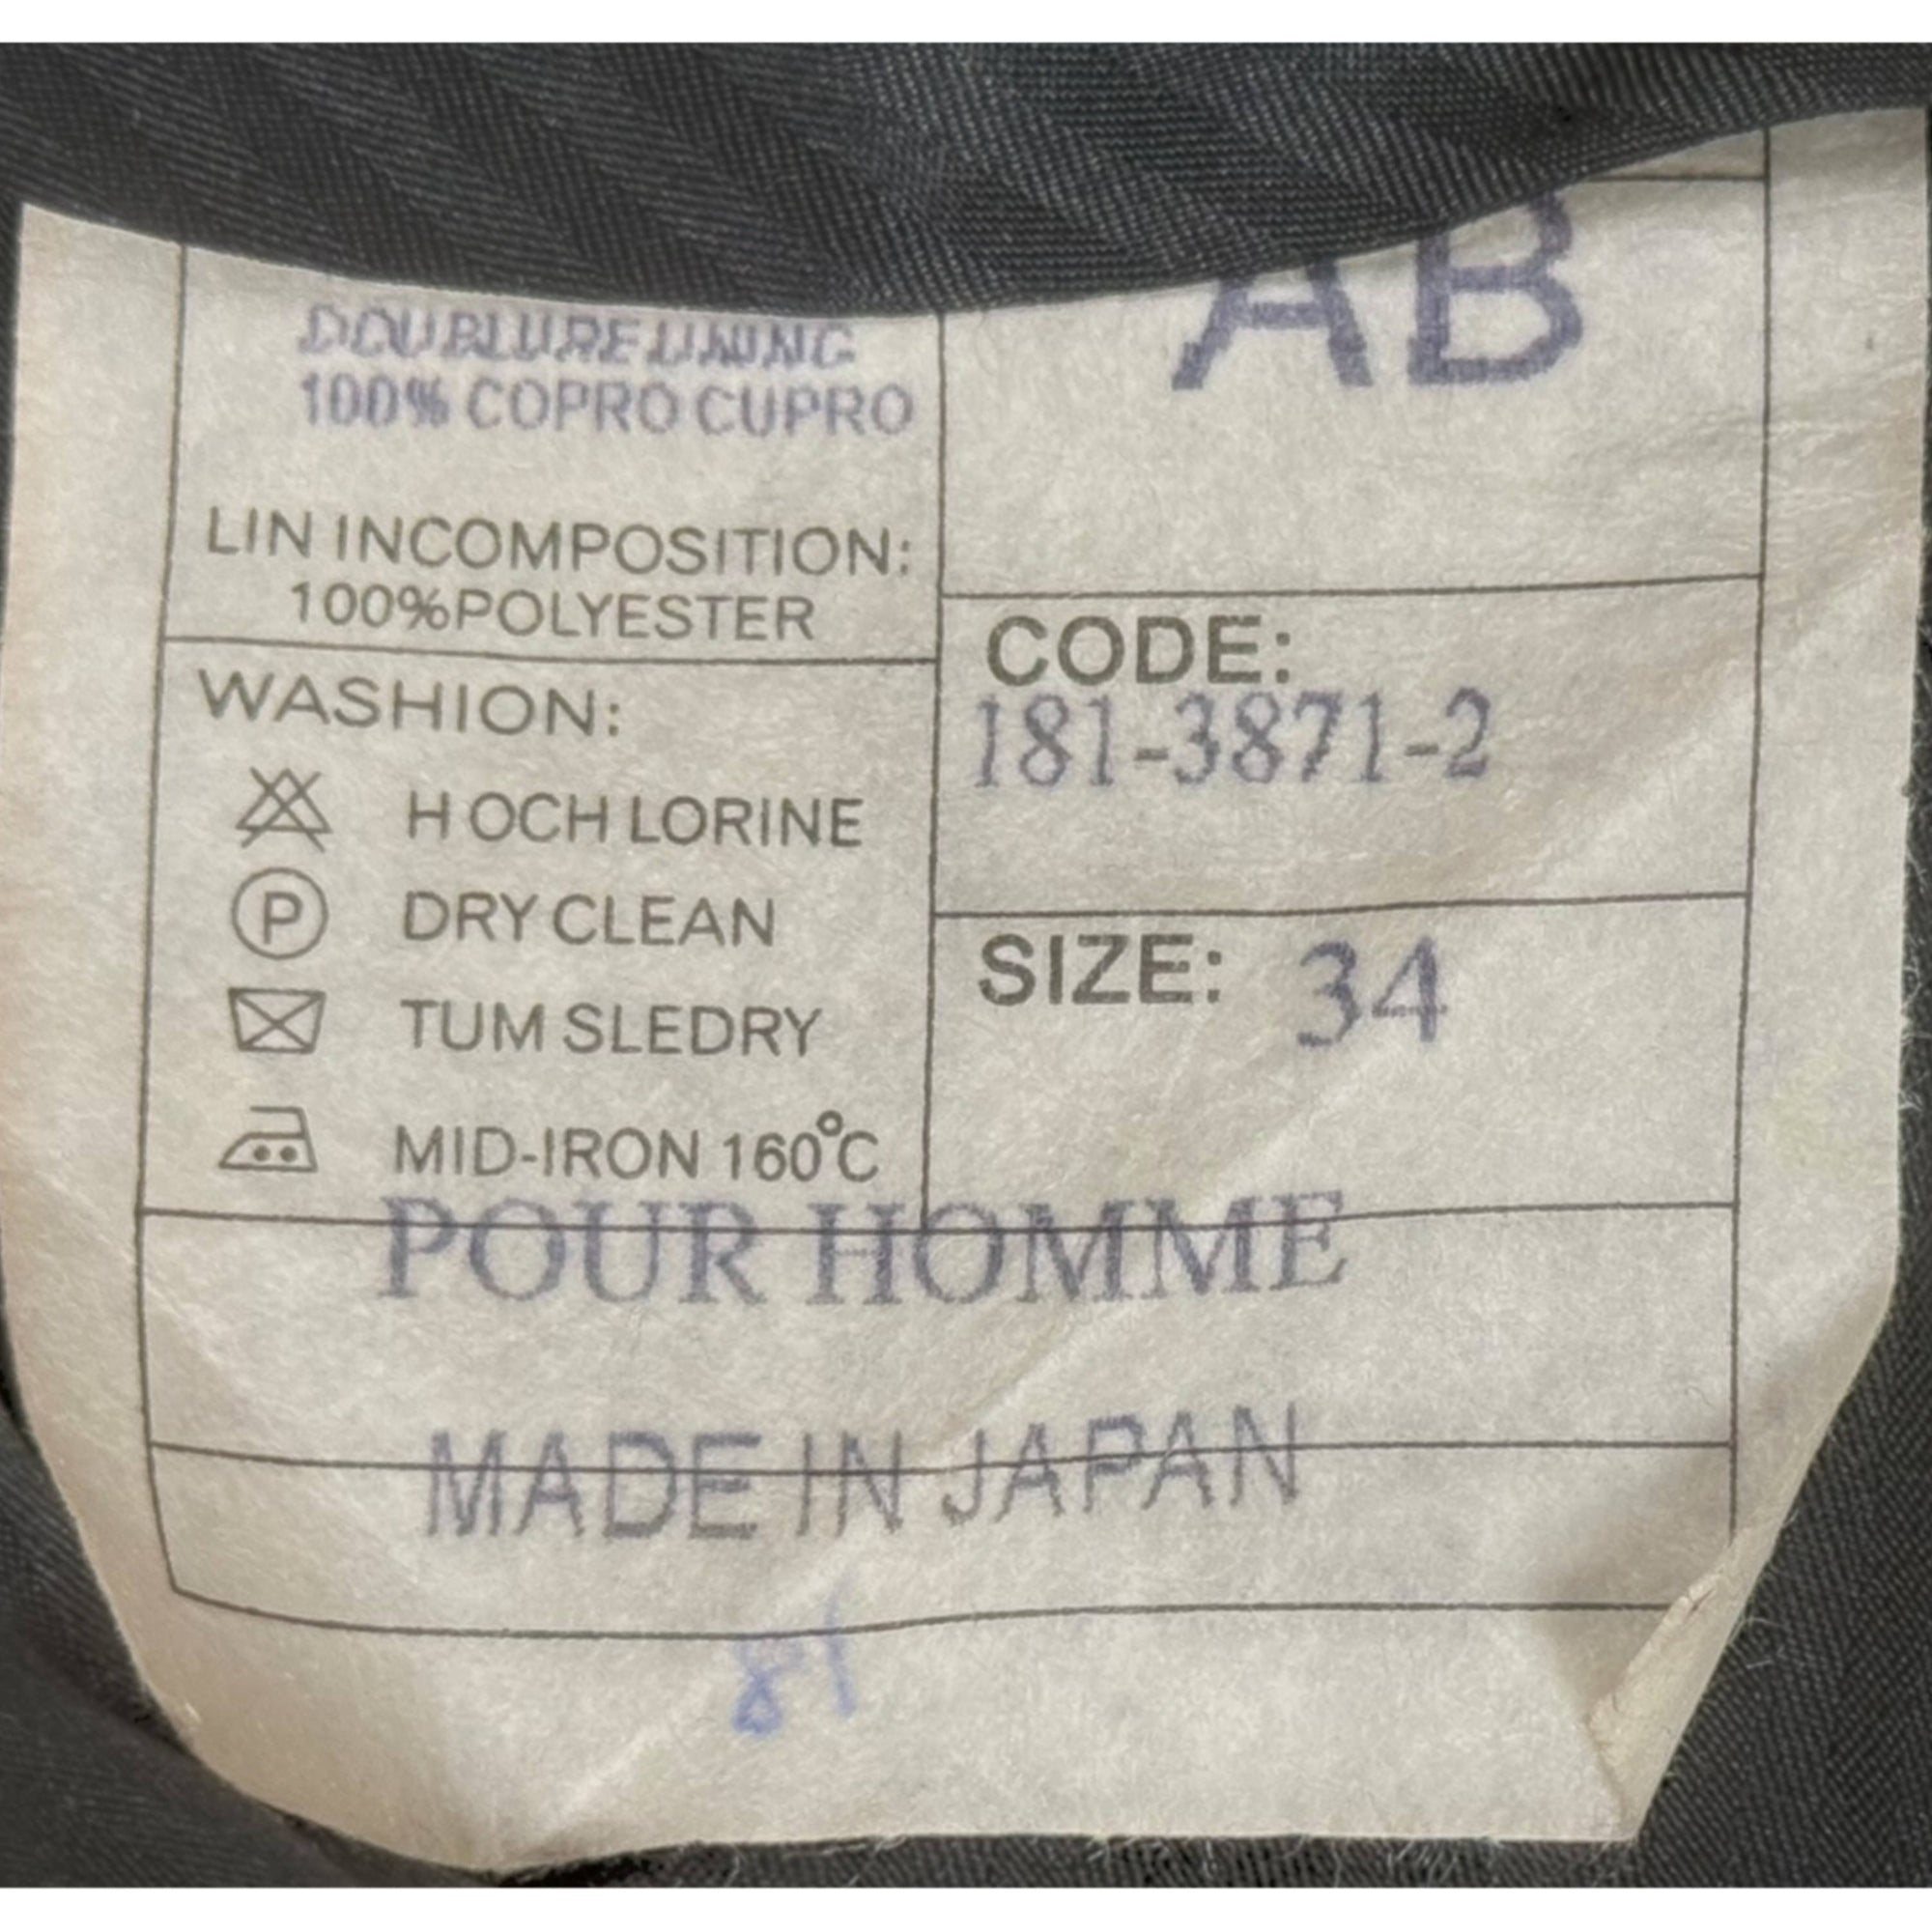 DOUBLURE LINING
100% COPRO CUPRO
LIN INCOMPOSITION:
100%POLYESTER
WASHION:
H OCH LORINE
P
DRY CLEAN
TUM SLEDRY
MID-IRON 160°C
AB
CODE:
181-3871-2
SIZE: 34
POUR HOMME
MADE IN JAPAN
81